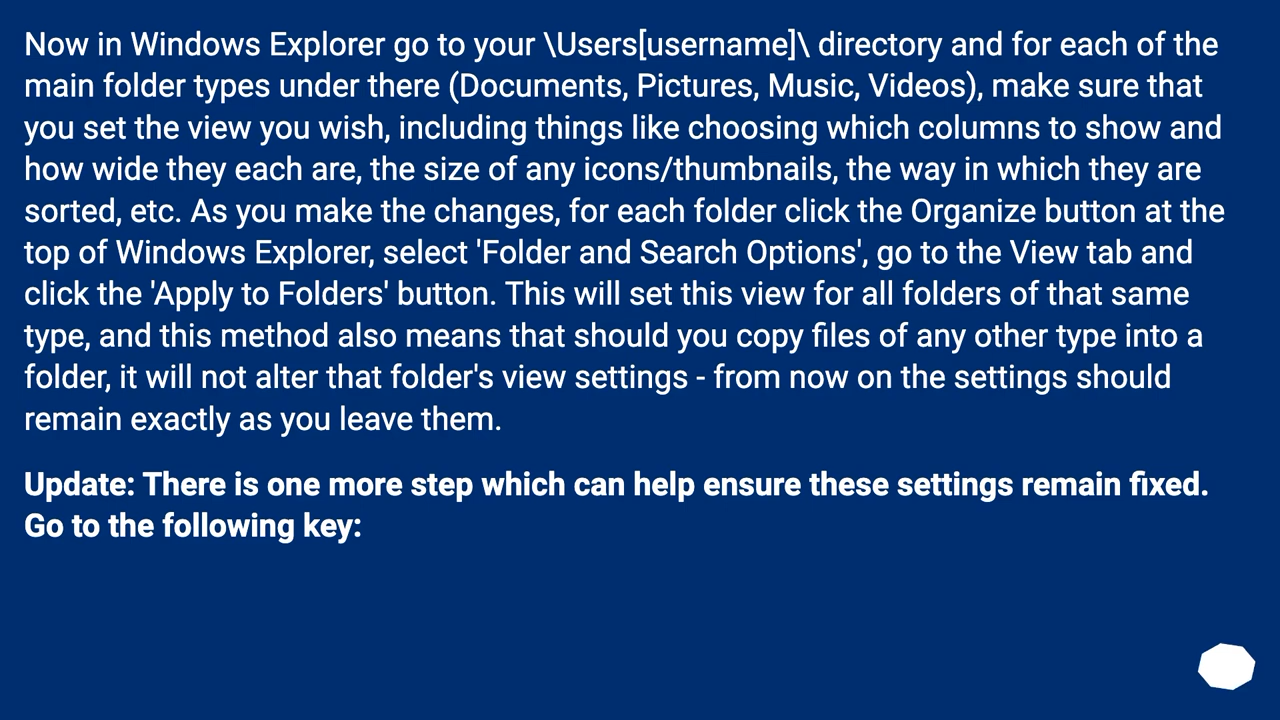 Now in Windows Explorer go to your \Users[username]\ directory and for each of the
main folder types under there (Documents, Pictures, Music, Videos), make sure that
you set the view you wish, including things like choosing which columns to show and
how wide they each are, the size of any icons/thumbnails, the way in which they are
sorted, etc. As you make the changes, for each folder click the Organize button at the
top of Windows Explorer, select 'Folder and Search Options', go to the View tab and
click the 'Apply to Folders' button. This will set this view for all folders of that same
type, and this method also means that should you copy files of any other type into a
folder, it will not alter that folder's view settings - from now on the settings should
remain exactly as you leave them.
Update: There is one more step which can help ensure these settings remain fixed.
Go to the following key: